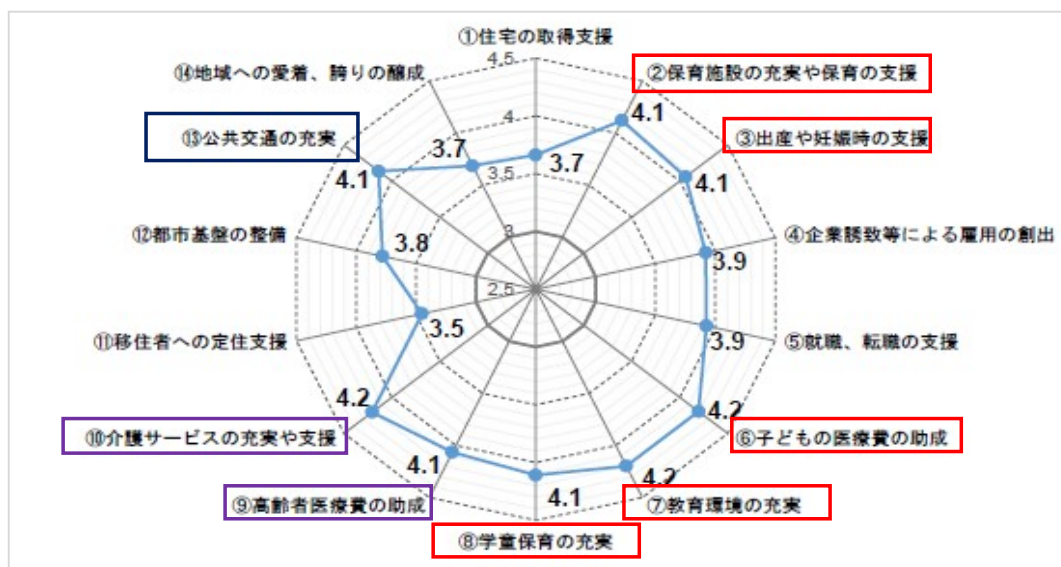 ①住宅の取得支援
4.5
⑭地域への愛着、誇りの醸成
②保育施設の充実や保育の支援
4.1
4
⑬公共交通の充実
③出産や妊娠時の支援
3.7
3.7
4.1
3.5
4.1
⑫都市基盤の整備
3.8
3
④企業誘致等による雇用の創出
3.9
2.5
3.5
⑪移住者への定住支援
3.9
⑤就職、転職の支援
4.2
4.2
⑩介護サービスの充実や支援
⑥子どもの医療費の助成
4.1
4.2
4.1
⑨高齢者医療費の助成
⑦教育環境の充実
⑧学童保育の充実